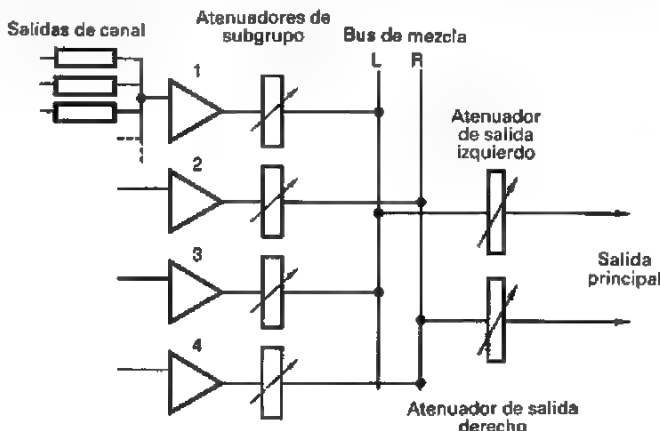 Salidas de canal
Atenuadores de
subgrupo
Bus de mezcla
L R
1
Atenuador
de salida
izquierdo
2
3
Salida
principal
4
Atenuador de salida
derecho